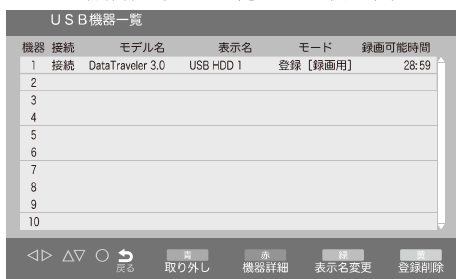 USB機器一覧
機器 接続 モデル名 表示名 モード 録画可能時間
1 接続 DataTraveler 3.0 USB HDD 1 登録 [録画用] 28:59
2
3
4
5
6
7
8
9
10
戻る 青 取り外し 赤 機器詳細 緑 表示名変更 黄 登録削除